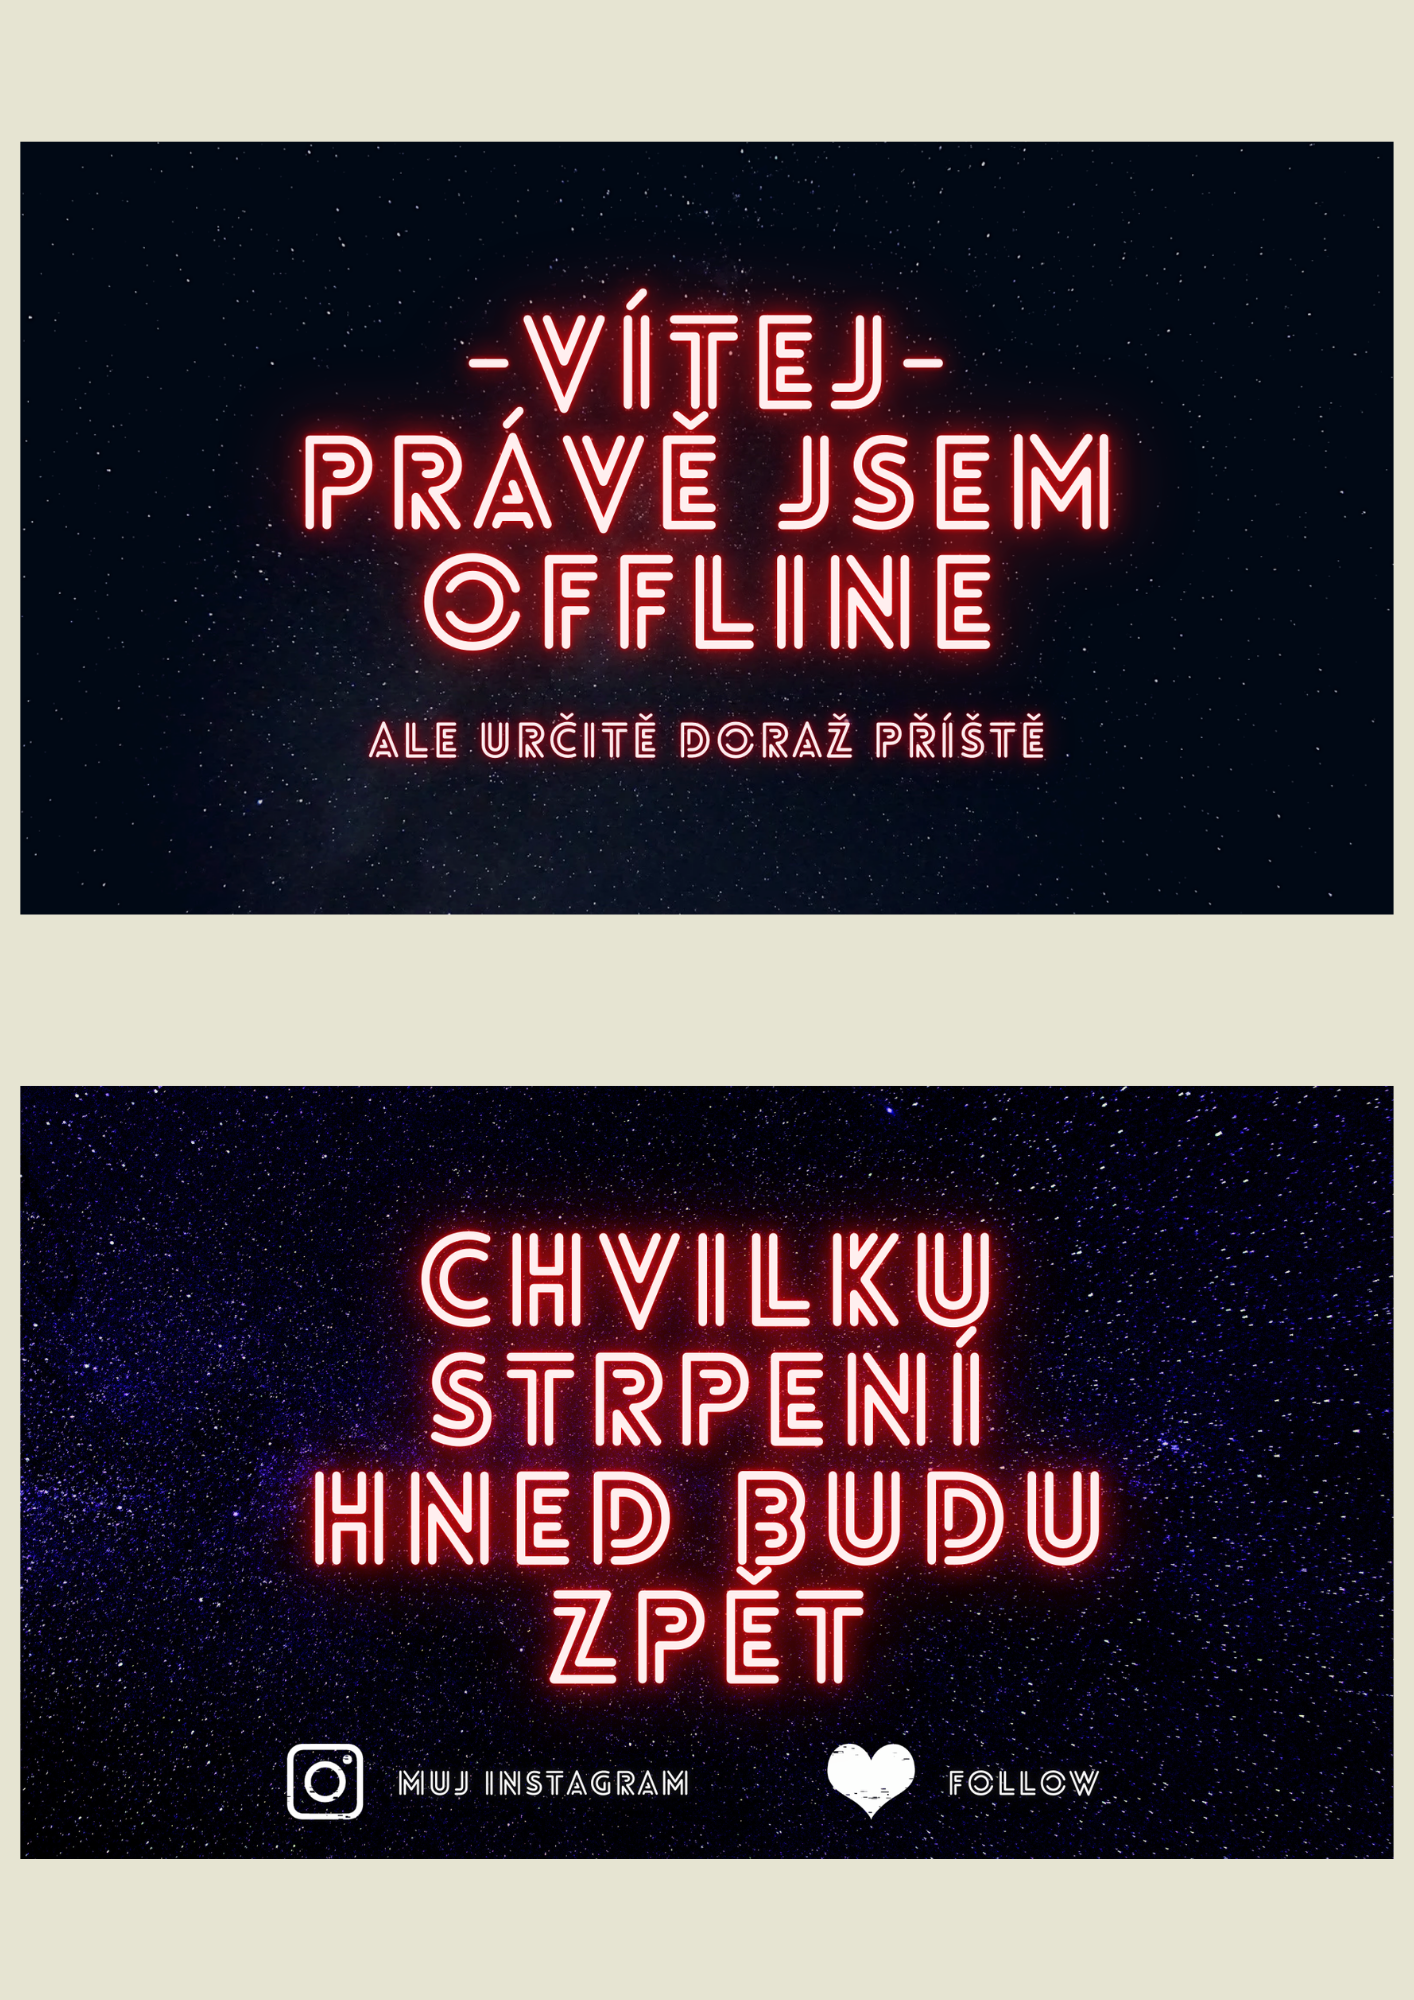 -VÍTEJ-
PRÁVĚ JSEM
OFFLINE
ALE URČITĚ DORAŽ PŘÍŠTĚ
CHVILKU
STRPENÍ
HNED BUDU
ZPĚT
MUJ INSTAGRAM
FOLLOW